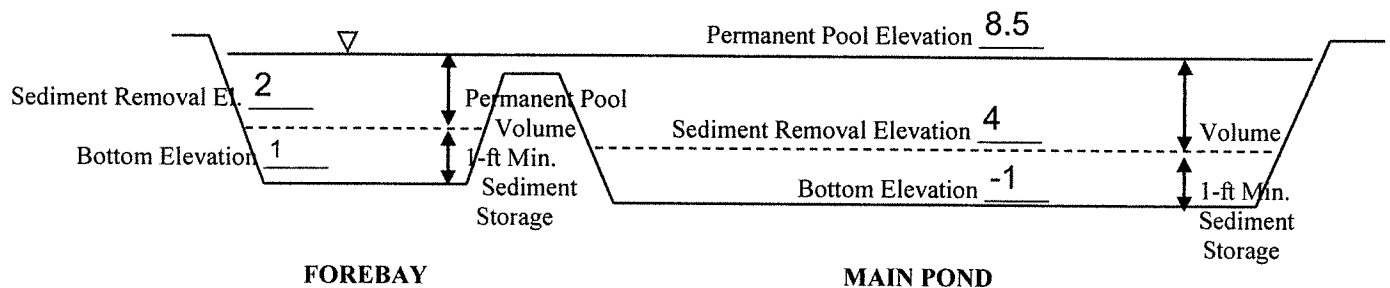 Permanent Pool Elevation 8.5
Sediment Removal El. 2
Permanent Pool
Volume
Sediment Removal Elevation 4
Volume
Bottom Elevation 1
1-ft Min.
Sediment
Storage
Bottom Elevation -1
1-ft Min.
Sediment
Storage
FOREBAY
MAIN POND